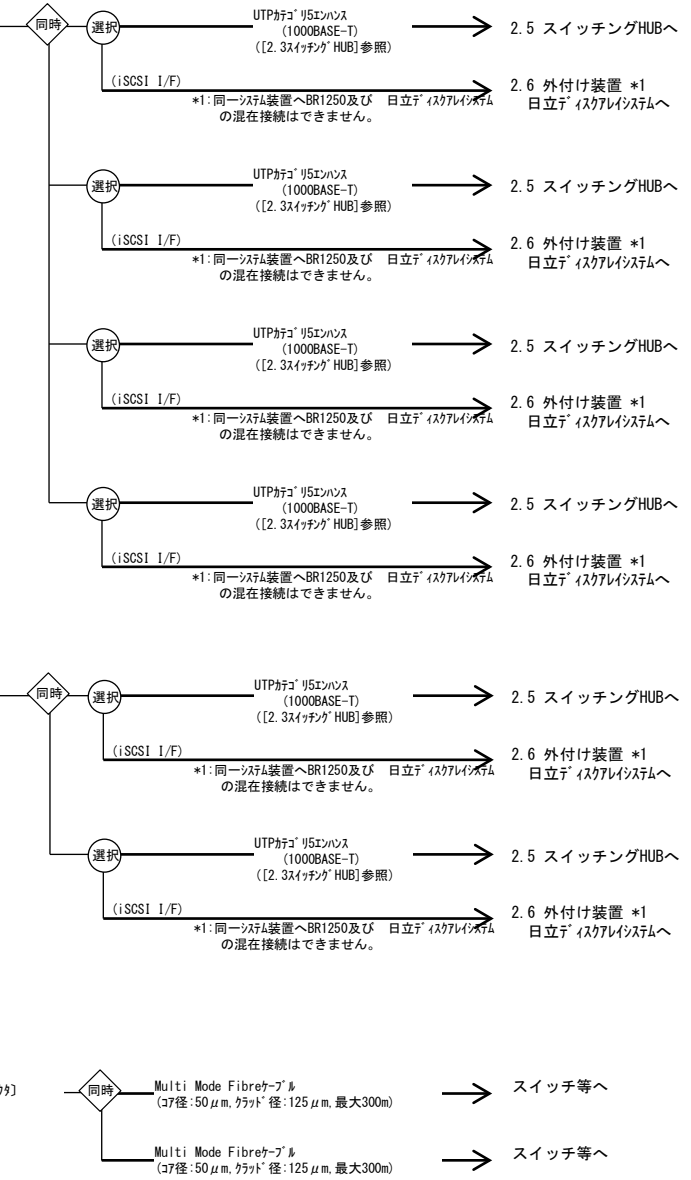 同時
選択
UTPｶﾃｺﾞﾘ5ｴﾝﾊﾝｽ
(1000BASE-T)
([2.3ｽｲｯﾁﾝｸﾞHUB]参照)
2.5 スイッチングHUBへ
(iSCSI I/F)
*1:同一ｼｽﾃﾑ装置へBR1250及び 日立ﾃﾞｨｽｸｱﾚｲｼｽﾃﾑ
の混在接続はできません。
2.6 外付け装置 *1
日立ﾃﾞｨｽｸｱﾚｲｼｽﾃﾑへ
選択
UTPｶﾃｺﾞﾘ5ｴﾝﾊﾝｽ
(1000BASE-T)
([2.3ｽｲｯﾁﾝｸﾞHUB]参照)
2.5 スイッチングHUBへ
(iSCSI I/F)
*1:同一ｼｽﾃﾑ装置へBR1250及び 日立ﾃﾞｨｽｸｱﾚｲｼｽﾃﾑ
の混在接続はできません。
2.6 外付け装置 *1
日立ﾃﾞｨｽｸｱﾚｲｼｽﾃﾑへ
選択
UTPｶﾃｺﾞﾘ5ｴﾝﾊﾝｽ
(1000BASE-T)
([2.3ｽｲｯﾁﾝｸﾞHUB]参照)
2.5 スイッチングHUBへ
(iSCSI I/F)
*1:同一ｼｽﾃﾑ装置へBR1250及び 日立ﾃﾞｨｽｸｱﾚｲｼｽﾃﾑ
の混在接続はできません。
2.6 外付け装置 *1
日立ﾃﾞｨｽｸｱﾚｲｼｽﾃﾑへ
選択
UTPｶﾃｺﾞﾘ5ｴﾝﾊﾝｽ
(1000BASE-T)
([2.3ｽｲｯﾁﾝｸﾞHUB]参照)
2.5 スイッチングHUBへ
(iSCSI I/F)
*1:同一ｼｽﾃﾑ装置へBR1250及び 日立ﾃﾞｨｽｸｱﾚｲｼｽﾃﾑ
の混在接続はできません。
2.6 外付け装置 *1
日立ﾃﾞｨｽｸｱﾚｲｼｽﾃﾑへ
同時
選択
UTPｶﾃｺﾞﾘ5ｴﾝﾊﾝｽ
(1000BASE-T)
([2.3ｽｲｯﾁﾝｸﾞHUB]参照)
2.5 スイッチングHUBへ
(iSCSI I/F)
*1:同一ｼｽﾃﾑ装置へBR1250及び 日立ﾃﾞｨｽｸｱﾚｲｼｽﾃﾑ
の混在接続はできません。
2.6 外付け装置 *1
日立ﾃﾞｨｽｸｱﾚｲｼｽﾃﾑへ
選択
UTPｶﾃｺﾞﾘ5ｴﾝﾊﾝｽ
(1000BASE-T)
([2.3ｽｲｯﾁﾝｸﾞHUB]参照)
2.5 スイッチングHUBへ
(iSCSI I/F)
*1:同一ｼｽﾃﾑ装置へBR1250及び 日立ﾃﾞｨｽｸｱﾚｲｼｽﾃﾑ
の混在接続はできません。
2.6 外付け装置 *1
日立ﾃﾞｨｽｸｱﾚｲｼｽﾃﾑへ
ｸﾀ]
同時
Multi Mode Fibreｹｰﾌﾞﾙ
(ｺｱ径:50μm,ｸﾗｯﾄﾞ径:125μm,最大300m)
スイッチ等へ
Multi Mode Fibreｹｰﾌﾞﾙ
(ｺｱ径:50μm,ｸﾗｯﾄﾞ径:125μm,最大300m)
スイッチ等へ